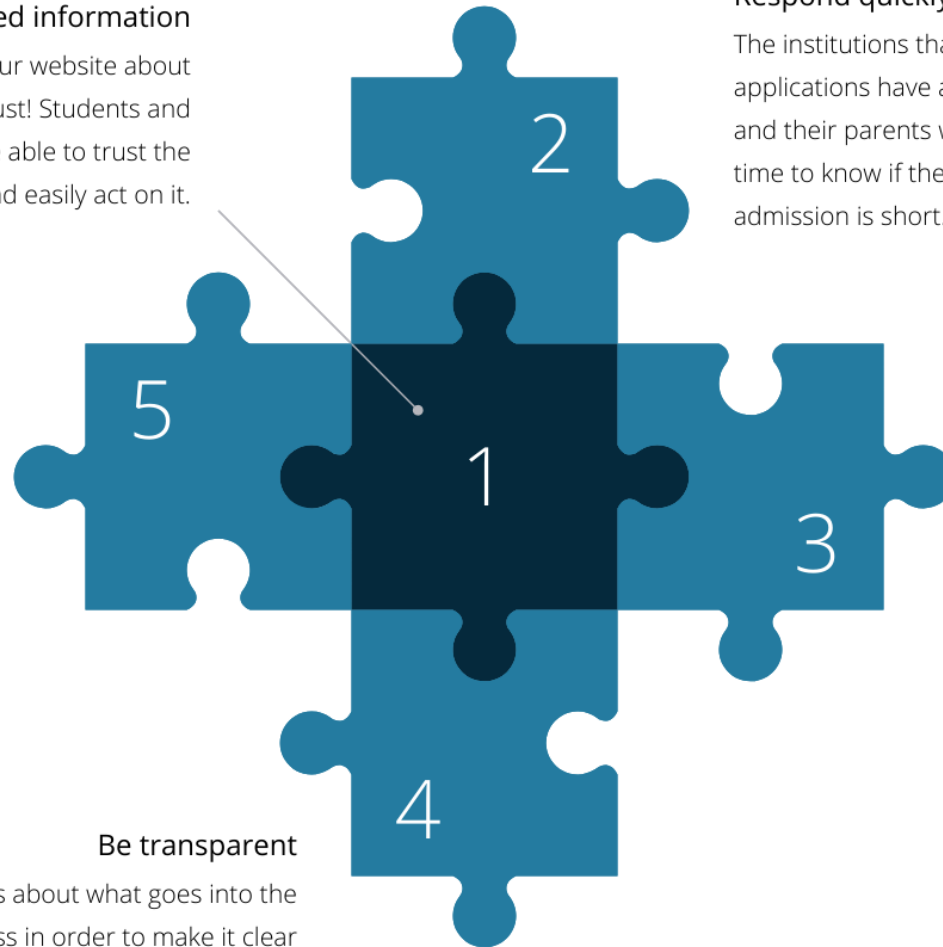 ed information
ur website about
ust! Students and
able to trust the
d easily act on it.
Respond quickly
The institutions tha
applications have a
and their parents w
time to know if the
admission is short.
2
5
1
3
4
Be transparent
s about what goes into the
ss in order to make it clear